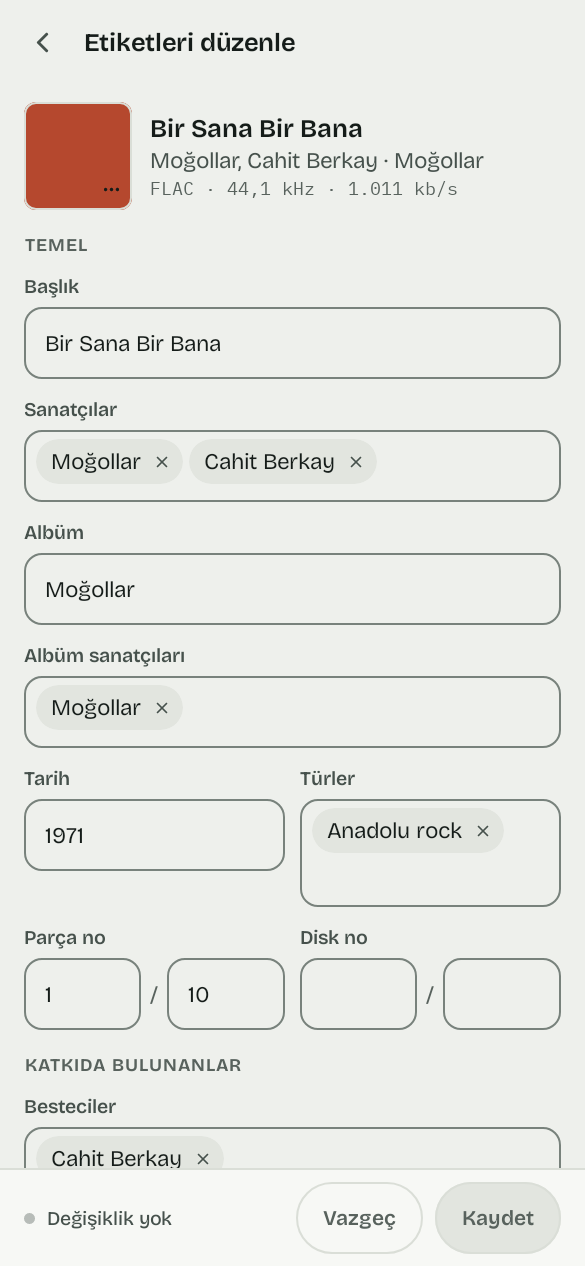 Etiketleri düzenle
Bir Sana Bir Bana
Moğollar, Cahit Berkay · Moğollar
FLAC · 44,1 kHz · 1.011 kb/s
TEMEL
Başlık
Bir Sana Bir Bana
Sanatçılar
Moğollar × Cahit Berkay ×
Albüm
Moğollar
Albüm sanatçıları
Moğollar ×
Tarih Türler
1971 Anadolu rock ×
Parça no Disk no
1 / 10 /
KATKIDA BULUNANLAR
Besteciler
Cahit Berkay ×
Değişiklik yok Vazgeç Kaydet